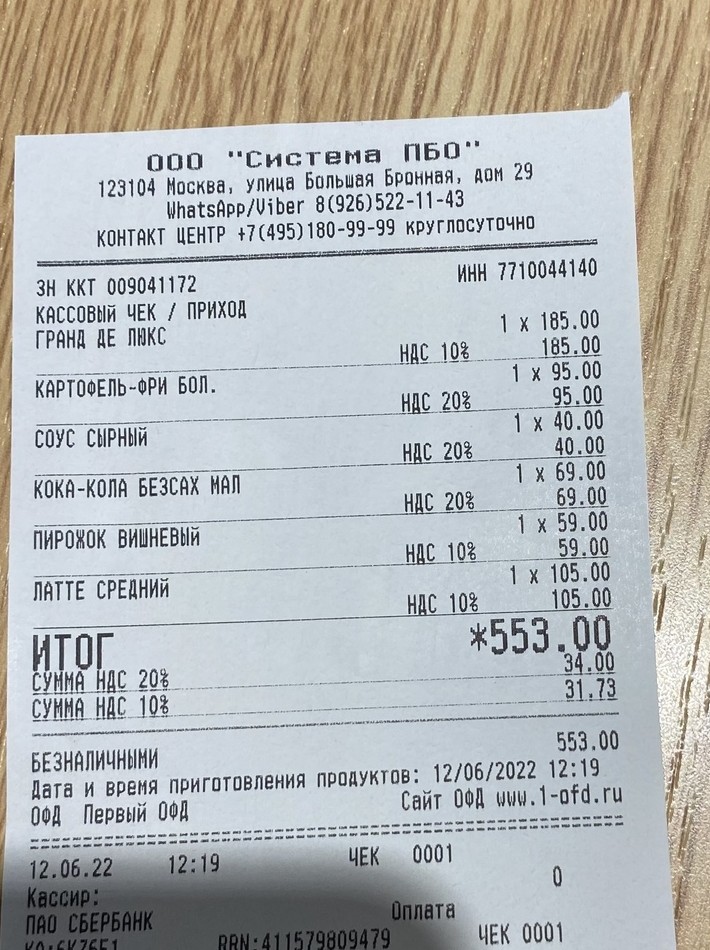 ООО "Система ПБО"
123104 Москва, улица Большая Бронная, дом 29
WhatsApp/Viber 8(926)522-11-43
КОНТАКТ ЦЕНТР +7(495)180-99-99 круглосуточно
ЗН ККТ 009041172 ИНН 7710044140
КАССОВЫЙ ЧЕК / ПРИХОД
ГРАНД ДЕ ЛЮКС 1 x 185.00
НДС 10% 185.00
КАРТОФЕЛЬ-ФРИ БОЛ. 1 x 95.00
НДС 20% 95.00
СОУС СЫРНЫЙ 1 x 40.00
НДС 20% 40.00
КОКА-КОЛА БЕЗСАХ МАЛ 1 x 69.00
НДС 20% 69.00
ПИРОЖОК ВИШНЕВЫЙ 1 x 59.00
НДС 10% 59.00
ЛАТТЕ СРЕДНИЙ 1 x 105.00
НДС 10% 105.00
ИТОГ *553.00
СУММА НДС 20% 34.00
СУММА НДС 10% 31.73
БЕЗНАЛИЧНЫМИ 553.00
Дата и время приготовления продуктов: 12/06/2022 12:19
ОФД Первый ОФД Сайт ОФД www.1-ofd.ru
12.06.22 12:19 ЧЕК 0001
Кассир: 0
ПАО СБЕРБАНК Оплата
RRN:411579809479 ЧЕК 0001